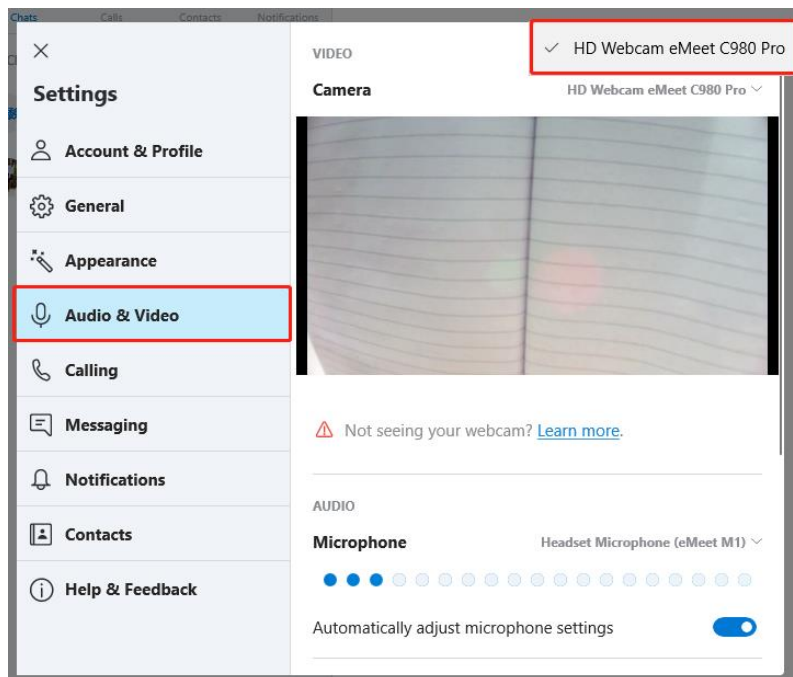 Chats Calls Contacts Notifications
HD Webcam eMeet C980 Pro
Settings
Account & Profile
General
Appearance
Audio & Video
Calling
Messaging
Notifications
Contacts
Help & Feedback
VIDEO
Camera HD Webcam eMeet C980 Pro
Not seeing your webcam? Learn more.
AUDIO
Microphone Headset Microphone (eMeet M1)
Automatically adjust microphone settings